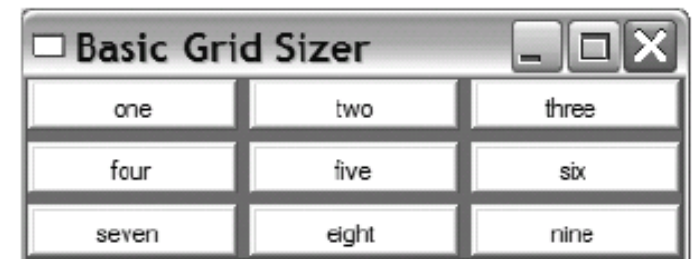 Basic Grid Sizer
one two three
four five six
seven eight nine